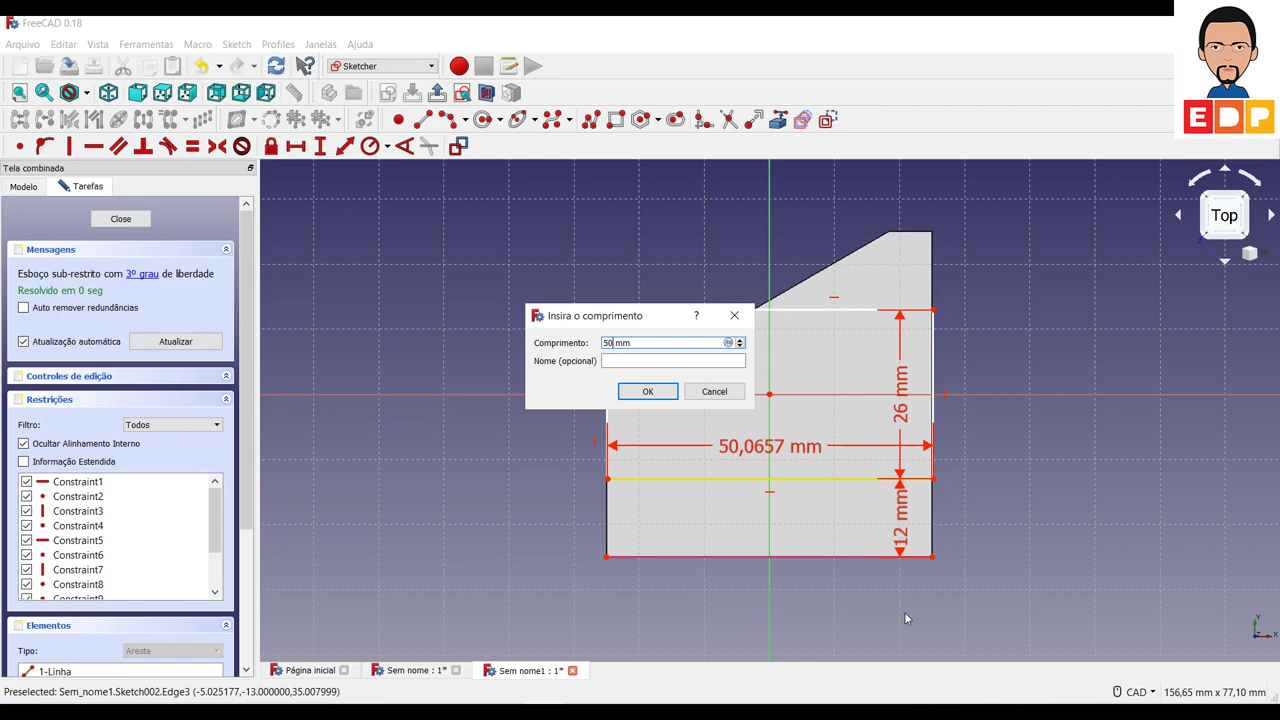 FreeCAD 0.18
Arquivo Editar Vista Ferramentas Macro Sketch Profiles Janelas Ajuda
Sketcher
EDP
Tela combinada
Modelo Tarefas
Close
Mensagens
Esboço sub-restrito com 3º grau de liberdade
Resolvido em 0 seg
Auto remover redundâncias
Atualização automática Atualizar
Controles de edição
Restrições
Filtro: Todos
Ocultar Alinhamento Interno
Informação Estendida
Constraint1
Constraint2
Constraint3
Constraint4
Constraint5
Constraint6
Constraint7
Constraint8
Constraint9
Elementos
Tipo: Aresta
1-Linha
Top
Insira o comprimento ?
Comprimento: 50 mm
Nome (opcional)
OK Cancel
26 mm
50,0657 mm
12 mm
Y
Z X
Página inicial Sem nome : 1* Sem nome1 : 1*
Preselected: Sem_nome1.Sketch002.Edge3 (-5.025177,-13.000000,35.007999) CAD 156,65 mm x 77,10 mm